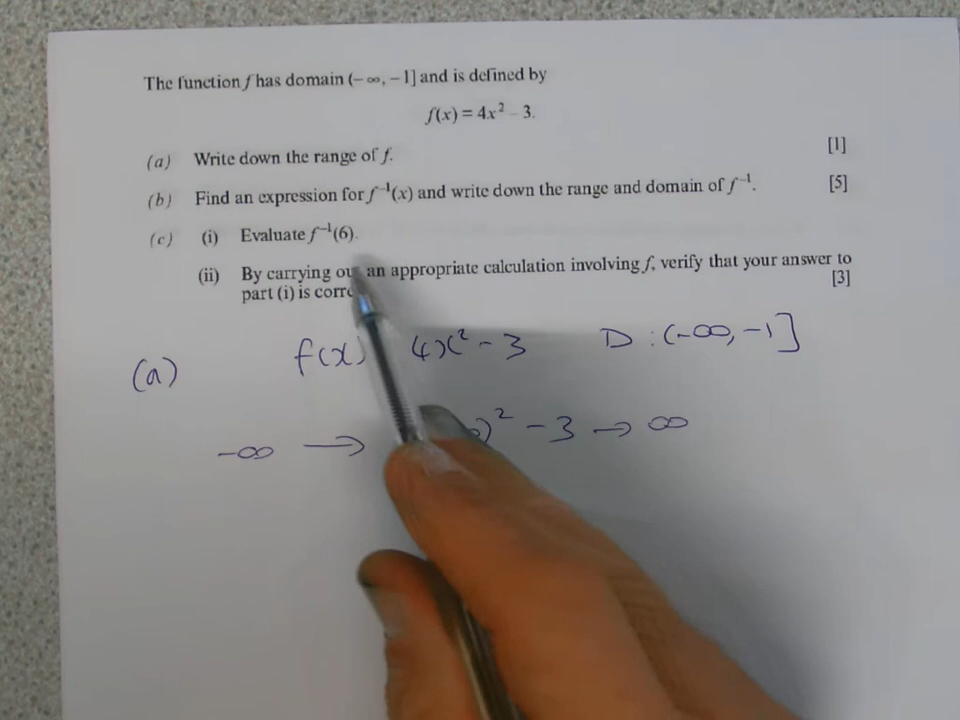 The function f has domain (−∞, −1] and is defined by
f(x) = 4x² − 3.
(a) Write down the range of f. [1]
(b) Find an expression for f⁻¹(x) and write down the range and domain of f⁻¹. [5]
(c) (i) Evaluate f⁻¹(6).
(ii) By carrying ou an appropriate calculation involving f, verify that your answer to
part (i) is corre [3]
(a) f(x) 4x² − 3 D : (−∞, −1]
−∞ → )² − 3 → ∞